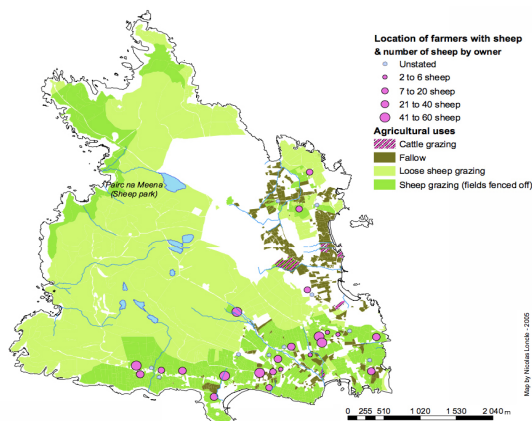 Location of farmers with sheep
& number of sheep by owner
Unstated
2 to 6 sheep
7 to 20 sheep
21 to 40 sheep
41 to 60 sheep
Agricultural uses
Cattle grazing
Fallow
Loose sheep grazing
Sheep grazing (fields fenced off)
Pairc na Meena
(Sheep park)
Map by Nicolas Loncle - 2005
0 255 510 1 020 1 530 2 040 m